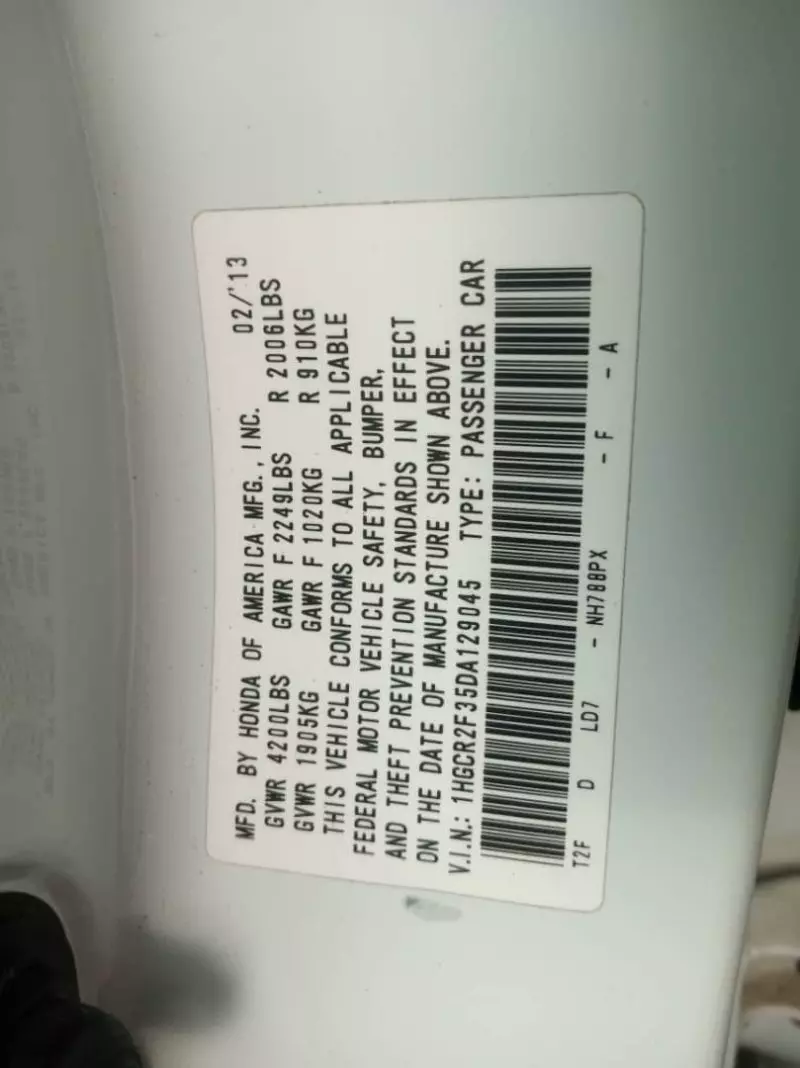 MFD. BY HONDA OF AMERICA MFG., INC. 02/'13
GVWR 4200LBS GAWR F 2249LBS R 2006LBS
GVWR 1905KG GAWR F 1020KG R 910KG
THIS VEHICLE CONFORMS TO ALL APPLICABLE
FEDERAL MOTOR VEHICLE SAFETY, BUMPER,
AND THEFT PREVENTION STANDARDS IN EFFECT
ON THE DATE OF MANUFACTURE SHOWN ABOVE.
V.I.N.: 1HGCR2F35DA129045 TYPE: PASSENGER CAR
T2F D LD7 - NH788PX - F - A